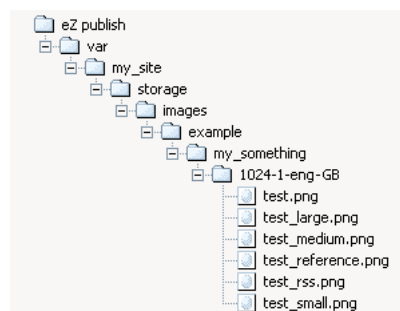 eZ publish
var
my_site
storage
images
example
my_something
1024-1-eng-GB
test.png
test_large.png
test_medium.png
test_reference.png
test_rss.png
test_small.png